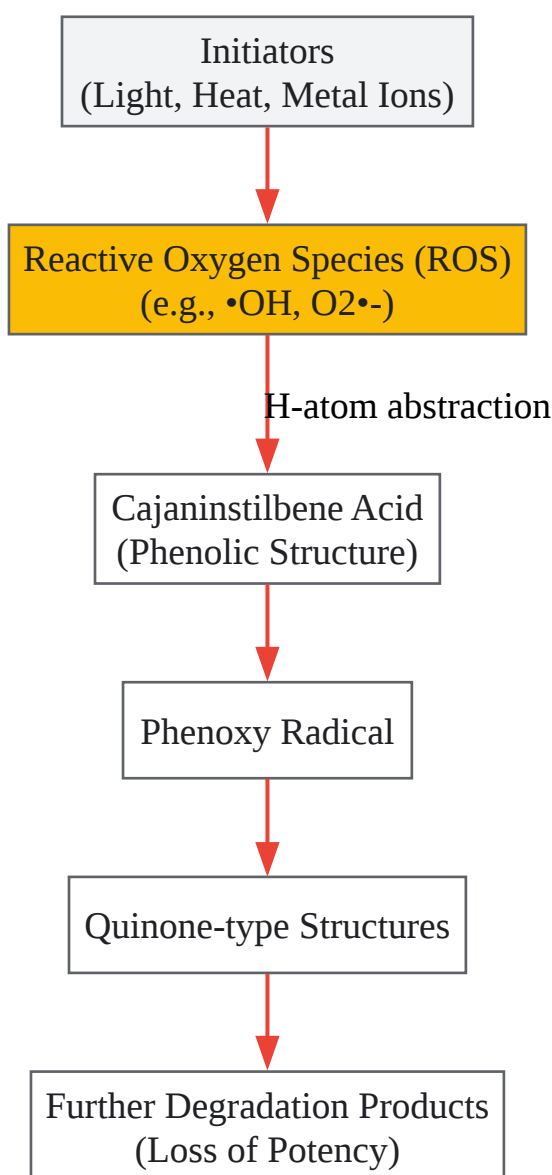 Initiators
(Light, Heat, Metal Ions)
Reactive Oxygen Species (ROS)
(e.g., •OH, O2•-)
H-atom abstraction
Cajaninstilbene Acid
(Phenolic Structure)
Phenoxy Radical
Quinone-type Structures
Further Degradation Products
(Loss of Potency)